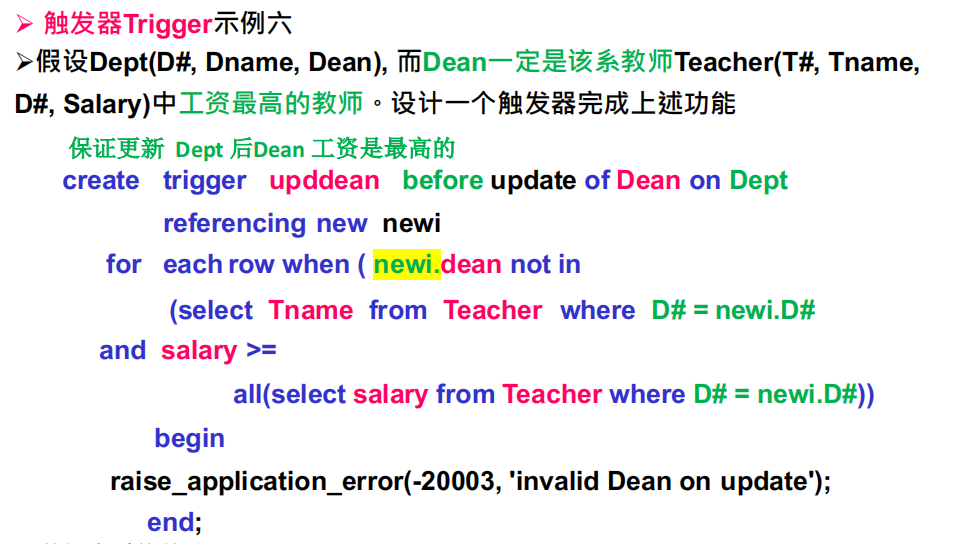 ➢ 触发器Trigger示例六
➢假设Dept(D#, Dname, Dean), 而Dean一定是该系教师Teacher(T#, Tname,
D#, Salary)中工资最高的教师。设计一个触发器完成上述功能
保证更新 Dept 后Dean 工资是最高的
create trigger upddean before update of Dean on Dept
referencing new newi
for each row when ( newi.dean not in
(select Tname from Teacher where D# = newi.D#
and salary >=
all(select salary from Teacher where D# = newi.D#))
begin
raise_application_error(-20003, 'invalid Dean on update');
end;